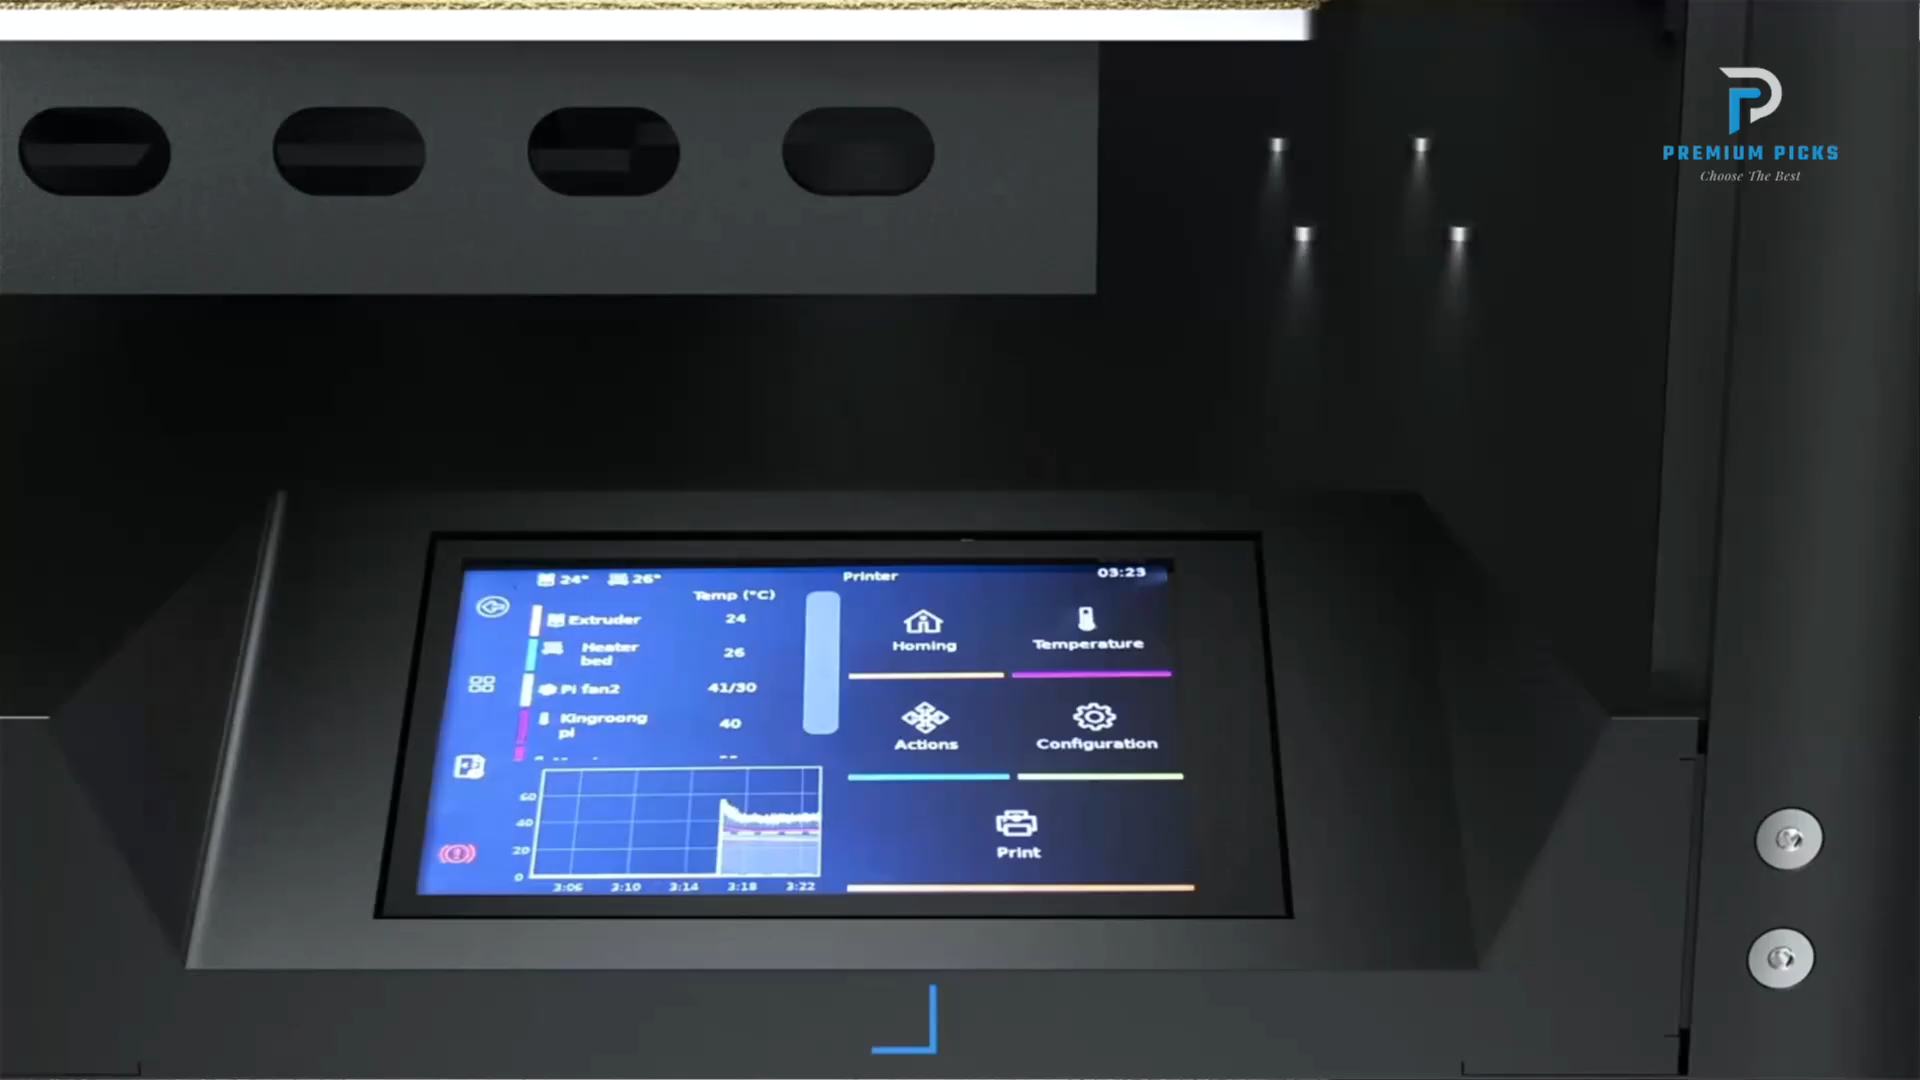 PREMIUM PICKS
Choose The Best
24° 26° Printer 03:23
Temp (°C)
Extruder 24
Heater
bed
26
Pi fan2 41/30
Kingroong
pi
40
Homing
Temperature
Actions
Configuration
Print
60
40
20
0
3:06 3:10 3:14 3:18 3:22